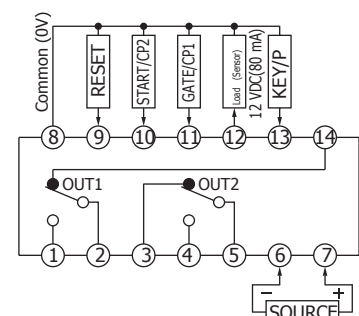 Common (0V)
RESET
START/CP2
GATE/CP1
Load (Sensor)
12 VDC(80 mA)
KEY/P
8 9 10 11 12 13 14
OUT1 OUT2
1 2 3 4 5 6 7
− +
SOURCE